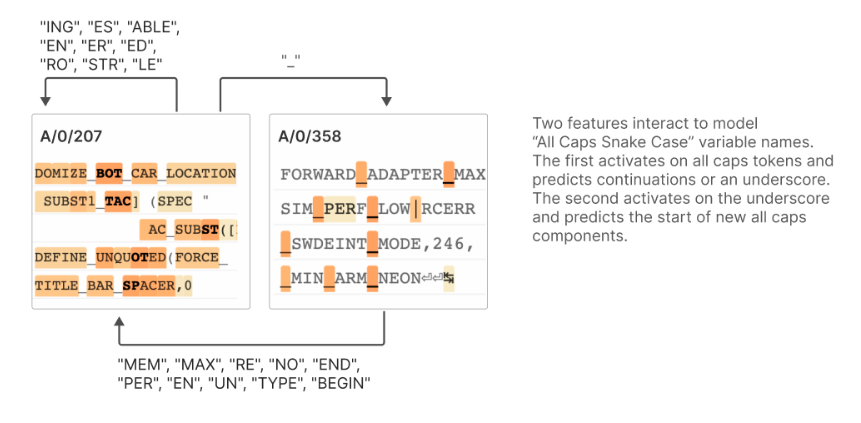 "ING", "ES", "ABLE",
"EN", "ER", "ED",
"RO", "STR", "LE"
"_"
A/0/207
DOMIZE_BOT_CAR_LOCATION
SUBST1_TAC] (SPEC "
AC_SUBST([
DEFINE_UNQUOTED(FORCE_
TITLE_BAR_SPACER,0
A/0/358
FORWARD_ADAPTER_MAX
SIM_PERF_LOW|RCERR
_SWDEINT_MODE,246,
_MIN_ARM_NEON⏎⏎↹
Two features interact to model
“All Caps Snake Case” variable names.
The first activates on all caps tokens and
predicts continuations or an underscore.
The second activates on the underscore
and predicts the start of new all caps
components.
"MEM", "MAX", "RE", "NO", "END",
"PER", "EN", "UN", "TYPE", "BEGIN"